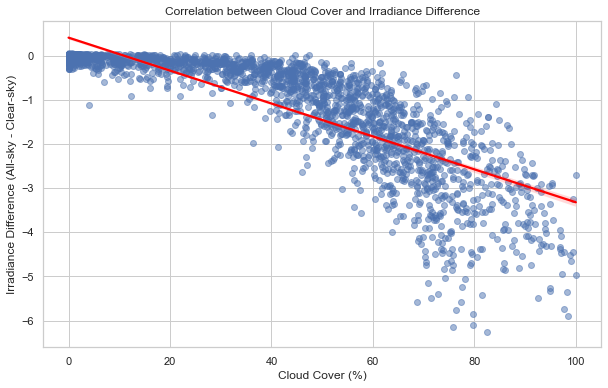 Correlation between Cloud Cover and Irradiance Difference
Irradiance Difference (All-sky - Clear-sky)
0
−1
−2
−3
−4
−5
−6
0 20 40 60 80 100
Cloud Cover (%)